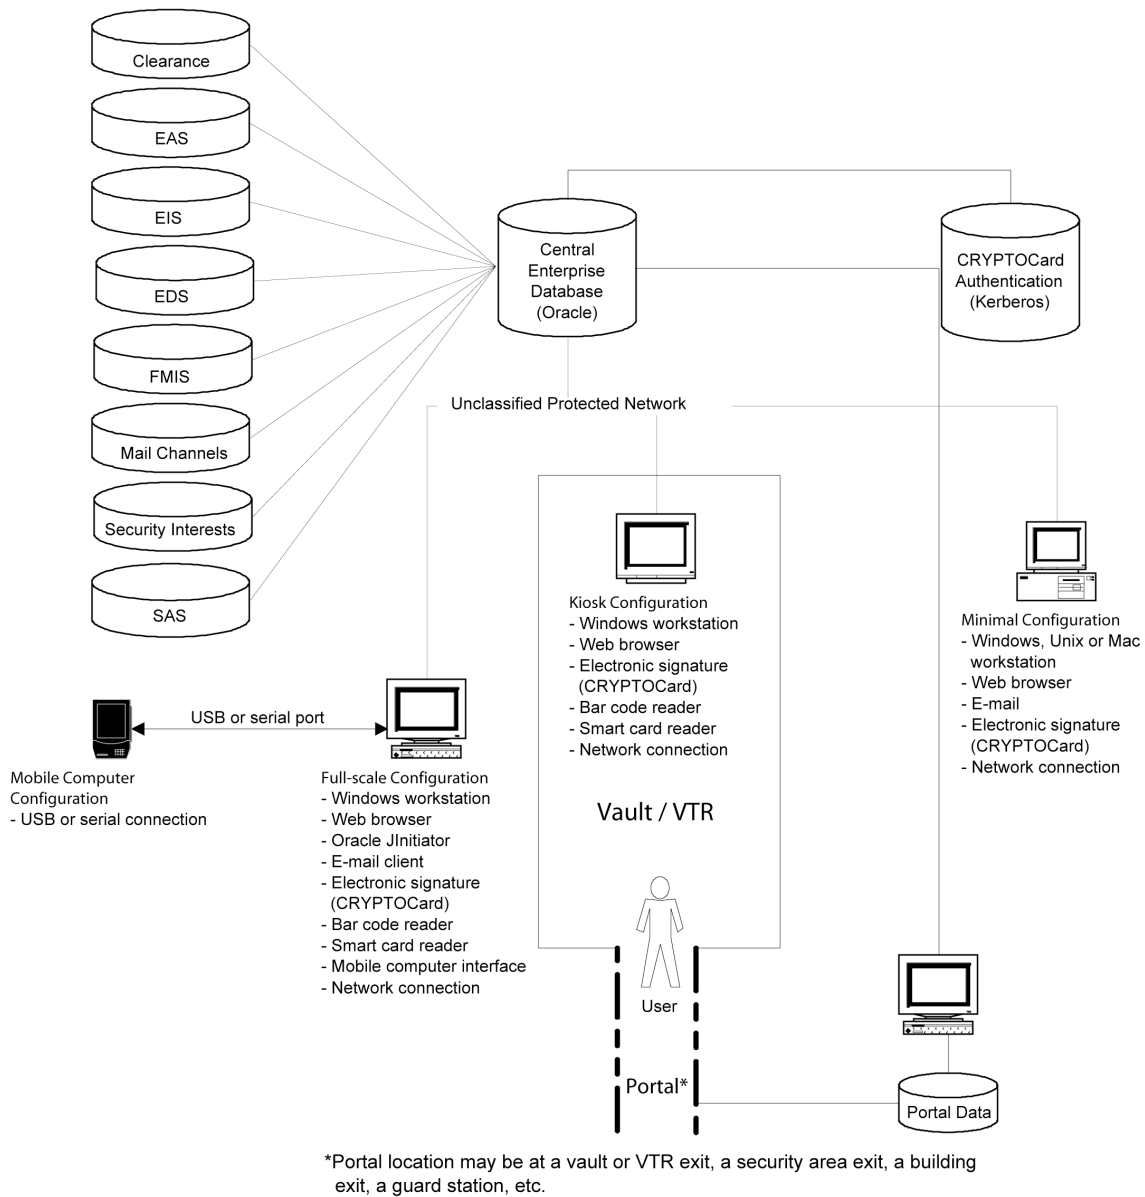 Clearance
EAS
EIS
EDS
FMIS
Mail Channels
Security Interests
SAS
Central
Enterprise
Database
(Oracle)
CRYPTOCard
Authentication
(Kerberos)
Unclassified Protected Network
Kiosk Configuration
- Windows workstation
- Web browser
- Electronic signature
(CRYPTOCard)
- Bar code reader
- Smart card reader
- Network connection
Minimal Configuration
- Windows, Unix or Mac
workstation
- Web browser
- E-mail
- Electronic signature
(CRYPTOCard)
- Network connection
USB or serial port
Mobile Computer
Configuration
- USB or serial connection
Full-scale Configuration
- Windows workstation
- Web browser
- Oracle JInitiator
- E-mail client
- Electronic signature
(CRYPTOCard)
- Bar code reader
- Smart card reader
- Mobile computer interface
- Network connection
Vault / VTR
User
Portal*
Portal Data
*Portal location may be at a vault or VTR exit, a security area exit, a building
exit, a guard station, etc.